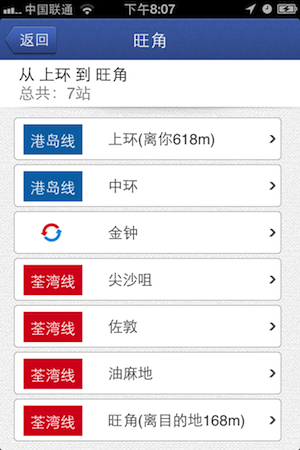 中国联通 下午8:07
返回 旺角
从 上环 到 旺角
总共：7站
港岛线 上环(离你618m)
港岛线 中环
金钟
荃湾线 尖沙咀
荃湾线 佐敦
荃湾线 油麻地
荃湾线 旺角(离目的地168m)